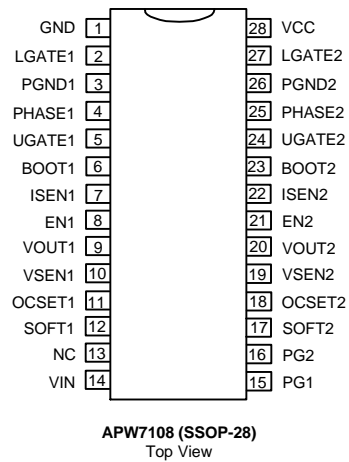 GND 1 28 VCC
LGATE1 2 27 LGATE2
PGND1 3 26 PGND2
PHASE1 4 25 PHASE2
UGATE1 5 24 UGATE2
BOOT1 6 23 BOOT2
ISEN1 7 22 ISEN2
EN1 8 21 EN2
VOUT1 9 20 VOUT2
VSEN1 10 19 VSEN2
OCSET1 11 18 OCSET2
SOFT1 12 17 SOFT2
NC 13 16 PG2
VIN 14 15 PG1
APW7108 (SSOP-28)
Top View